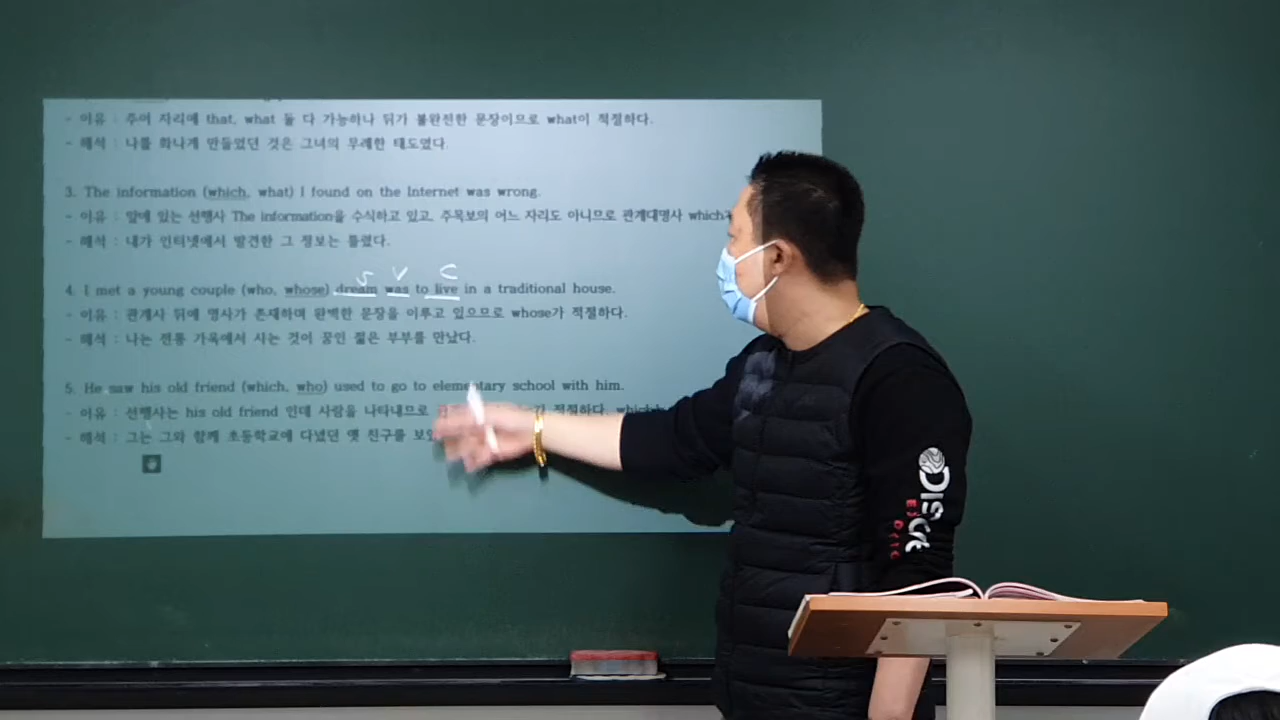 - 이유 : 주어 자리에 that, what 둘 다 가능하나 뒤가 불완전한 문장이므로 what이 적절하다.
- 해석 : 나를 화나게 만들었던 것은 그녀의 무례한 태도였다.
3. The information (which, what) I found on the Internet was wrong.
- 이유 : 앞에 있는 선행사 The information을 수식하고 있고, 주목보의 어느 자리도 아니므로 관계대명사 which
- 해석 : 내가 인터넷에서 발견한 그 정보는 틀렸다.
S V C
4. I met a young couple (who, whose) dream was to live in a traditional house.
- 이유 : 관계사 뒤에 명사가 존재하며 완벽한 문장을 이루고 있으므로 whose가 적절하다.
- 해석 : 나는 전통 가옥에서 사는 것이 꿈인 젊은 부부를 만났다.
5. He saw his old friend (which, who) used to go to elementary school with him.
- 이유 : 선행사는 his old friend 인데 사람을 나타내므로 가 적절하다. which
- 해석 : 그는 그와 함께 초등학교에 다녔던 옛 친구를